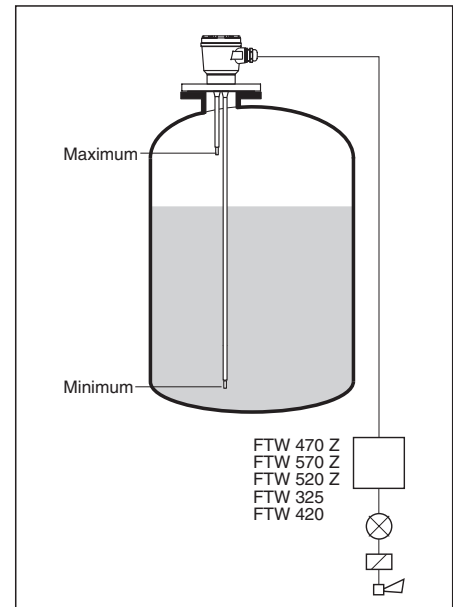 Maximum
Minimum
FTW 470 Z
FTW 570 Z
FTW 520 Z
FTW 325
FTW 420